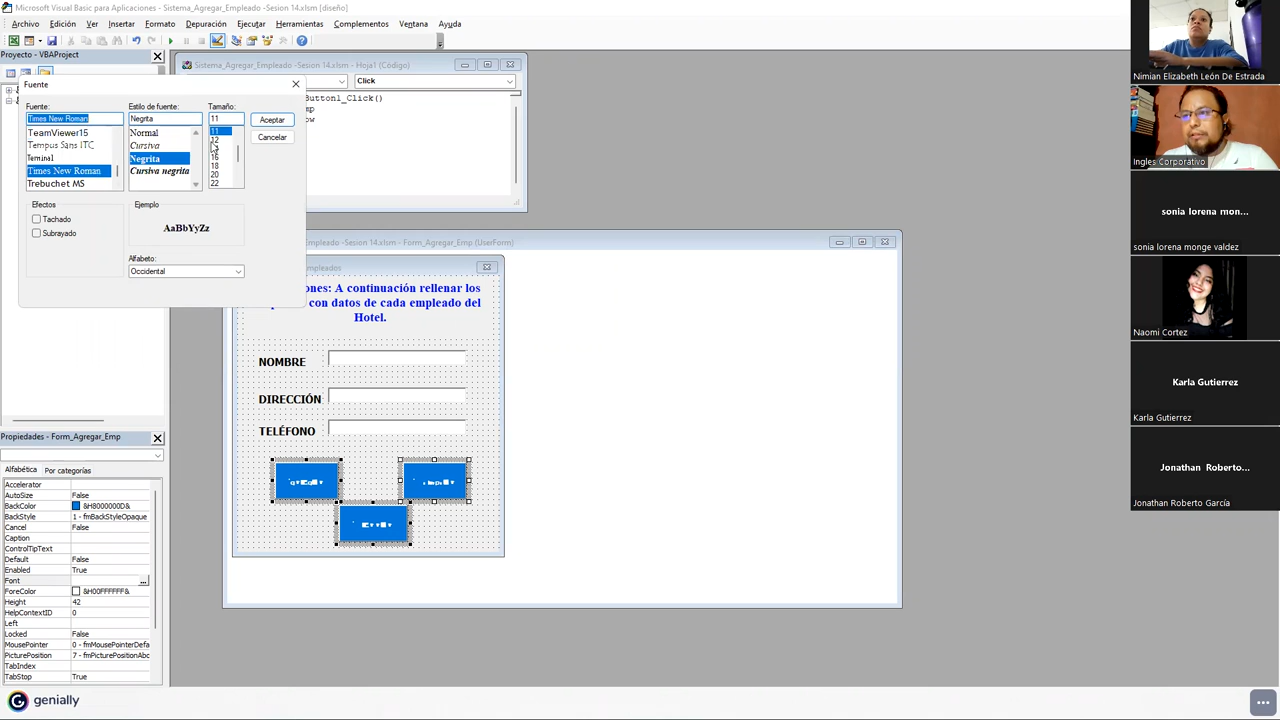 Microsoft Visual Basic para Aplicaciones - Sistema_Agregar_Empleado -Sesion 14.xlsm (diseño)
Archivo Edición Ver Insertar Formato Depuración Ejecutar Herramientas Complementos Ventana Ayuda
Proyecto - VBAProject
Sistema_Agregar_Empleado -Sesion 14.xlsm - Hoja1 (Código)
Click
Button1_Click()
Fuente
Fuente: Estilo de fuente: Tamaño:
Times New Roman Negrita 11 Aceptar
Cancelar
TeamViewer15
Tempus Sans ITC
Terminal
Times New Roman
Trebuchet MS
Normal
Cursiva
Negrita
Cursiva negrita
11
12
16
18
20
22
Efectos
Tachado
Subrayado
Ejemplo
AaBbYyZz
Alfabeto:
Occidental
Empleado -Sesion 14.xlsm - Form_Agregar_Emp (UserForm)
mpleados
ones: A continuación rellenar los
con datos de cada empleado del
Hotel.
NOMBRE
DIRECCIÓN
TELÉFONO
Propiedades - Form_Agregar_Emp
Alfabética Por categorías
Accelerator
AutoSize False
BackColor &H8000000D&
BackStyle 1 - fmBackStyleOpaque
Cancel False
Caption
ControlTipText
Default False
Enabled True
Font ...
ForeColor &H00FFFFFF&
Height 42
HelpContextID 0
Left
Locked False
MousePointer 0 - fmMousePointerDefa
PicturePosition 7 - fmPicturePositionAbc
TabIndex
TabStop True
genially
Nimian Elizabeth León De Estrada
Ingles Corporativo
sonia lorena mon...
sonia lorena monge valdez
Naomi Cortez
Karla Gutierrez
Karla Gutierrez
Jonathan Roberto...
Jonathan Roberto García